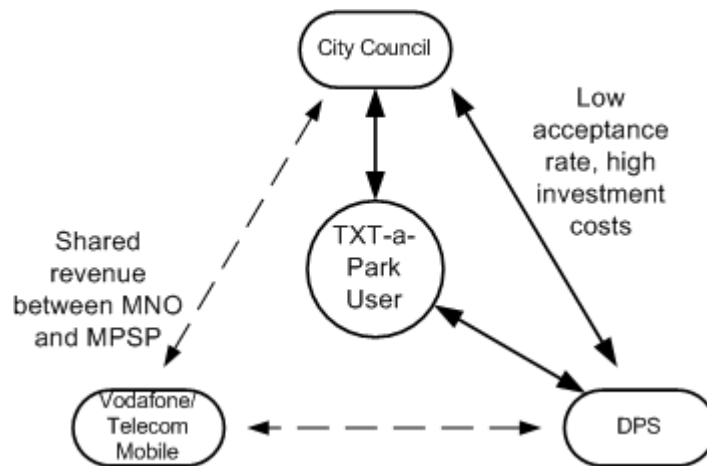 City Council
Low
acceptance
rate, high
investment
costs
TXT-a-
Park
User
Shared
revenue
between MNO
and MPSP
Vodafone/
Telecom
Mobile
DPS